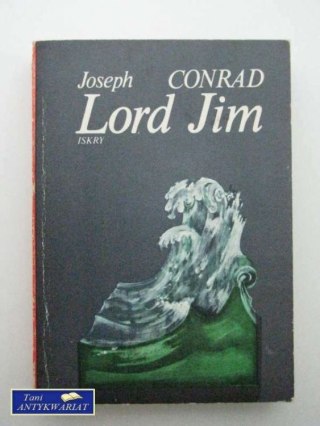 Joseph CONRAD
Lord Jim
ISKRY
Tani
ANTYKWARIAT